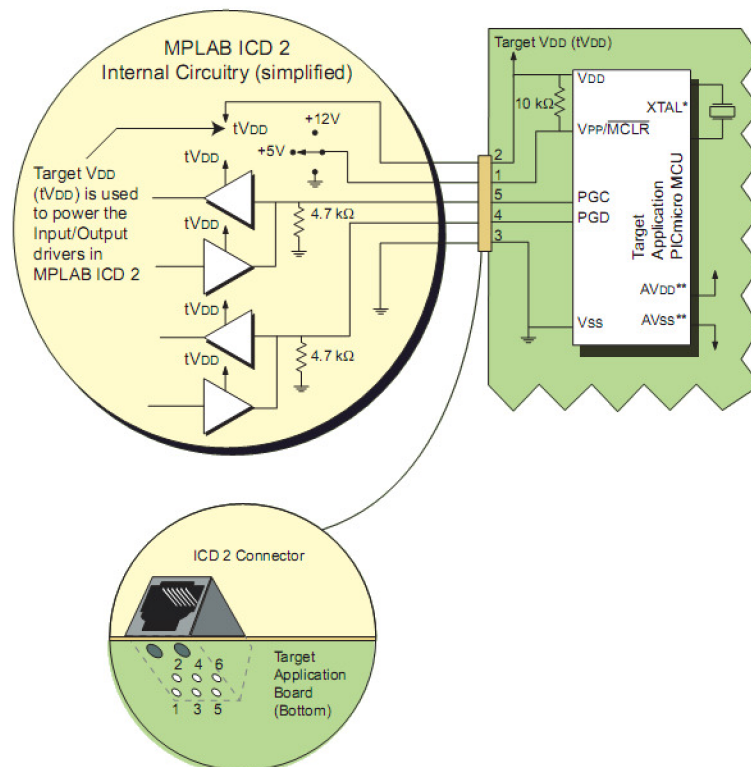 MPLAB ICD 2
Internal Circuitry (simplified)
+12V
tVDD
+5V
Target VDD
(tVDD) is used
to power the
Input/Output
drivers in
MPLAB ICD 2
tVDD
4.7 kΩ
tVDD
tVDD
4.7 kΩ
tVDD
2
1
5
4
3
Target VDD (tVDD)
10 kΩ
VDD
XTAL*
VPP/MCLR
PGC
PGD
Target
Application
PICmicro MCU
AVDD**
VSS
AVSS**
ICD 2 Connector
2 4 6
1 3 5
Target
Application
Board
(Bottom)